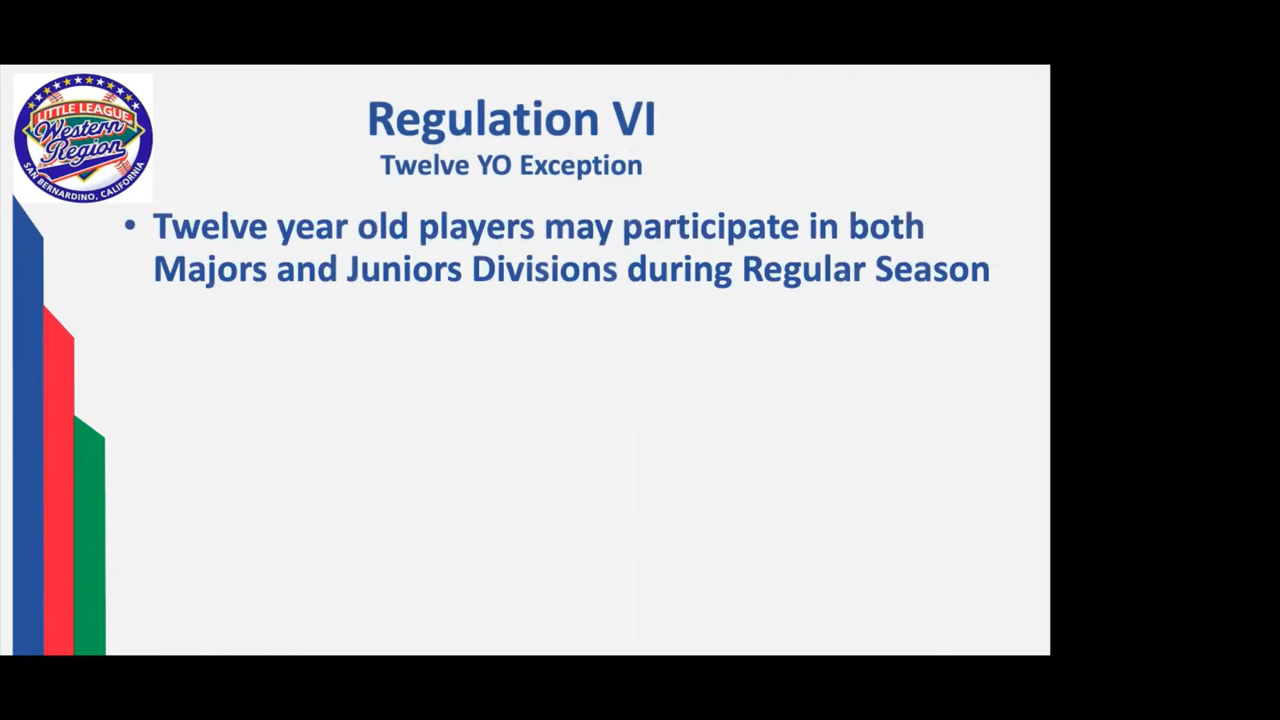 LITTLE LEAGUE
Western
Region
SAN BERNARDINO, CALIFORNIA
Regulation VI
Twelve YO Exception
• Twelve year old players may participate in both
Majors and Juniors Divisions during Regular Season